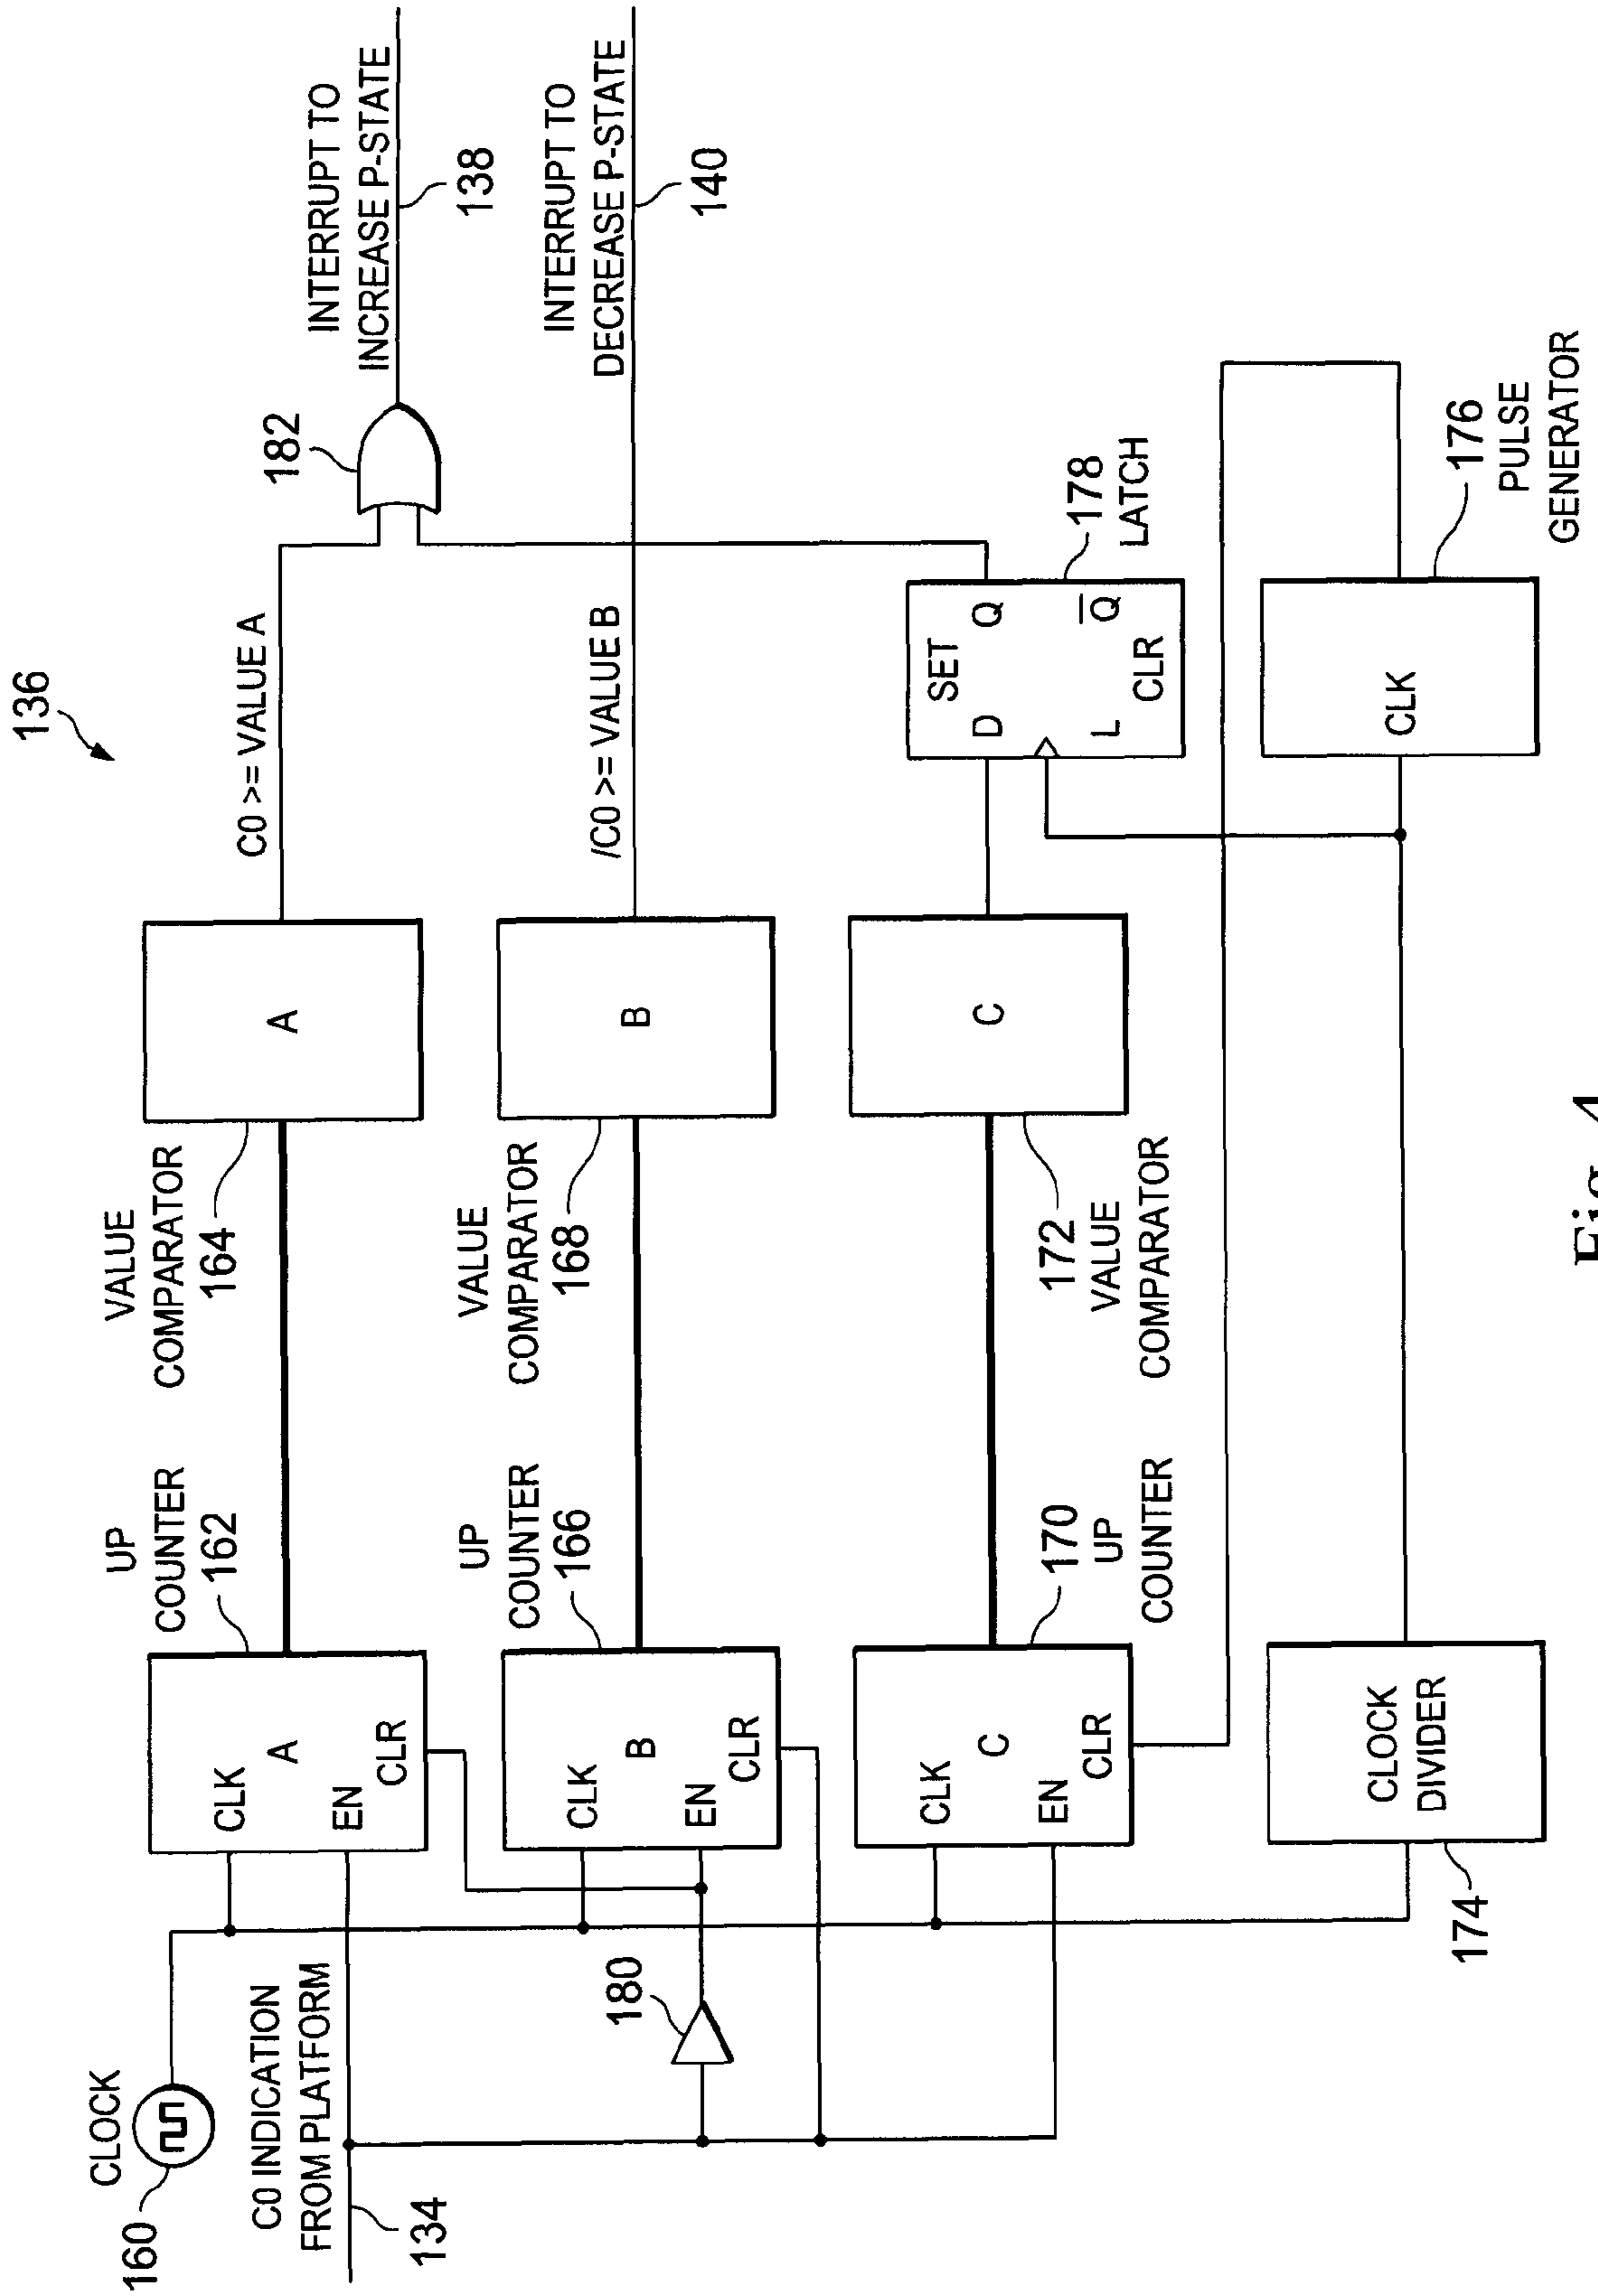 136
CLOCK
160
C0 INDICATION
FROM PLATFORM
134
180
UP
COUNTER
162
CLK
A
EN
CLR
VALUE
COMPARATOR
164
A
C0 >= VALUE A
182
INTERRUPT TO
INCREASE P-STATE
138
UP
COUNTER
166
CLK
B
EN
CLR
VALUE
COMPARATOR
168
B
/C0 >= VALUE B
INTERRUPT TO
DECREASE P-STATE
140
CLK
C
EN
CLR
170
UP
COUNTER
C
172
VALUE
COMPARATOR
SET
D
Q
L
Q
CLR
178
LATCH
CLOCK
DIVIDER
174
CLK
176
PULSE
GENERATOR